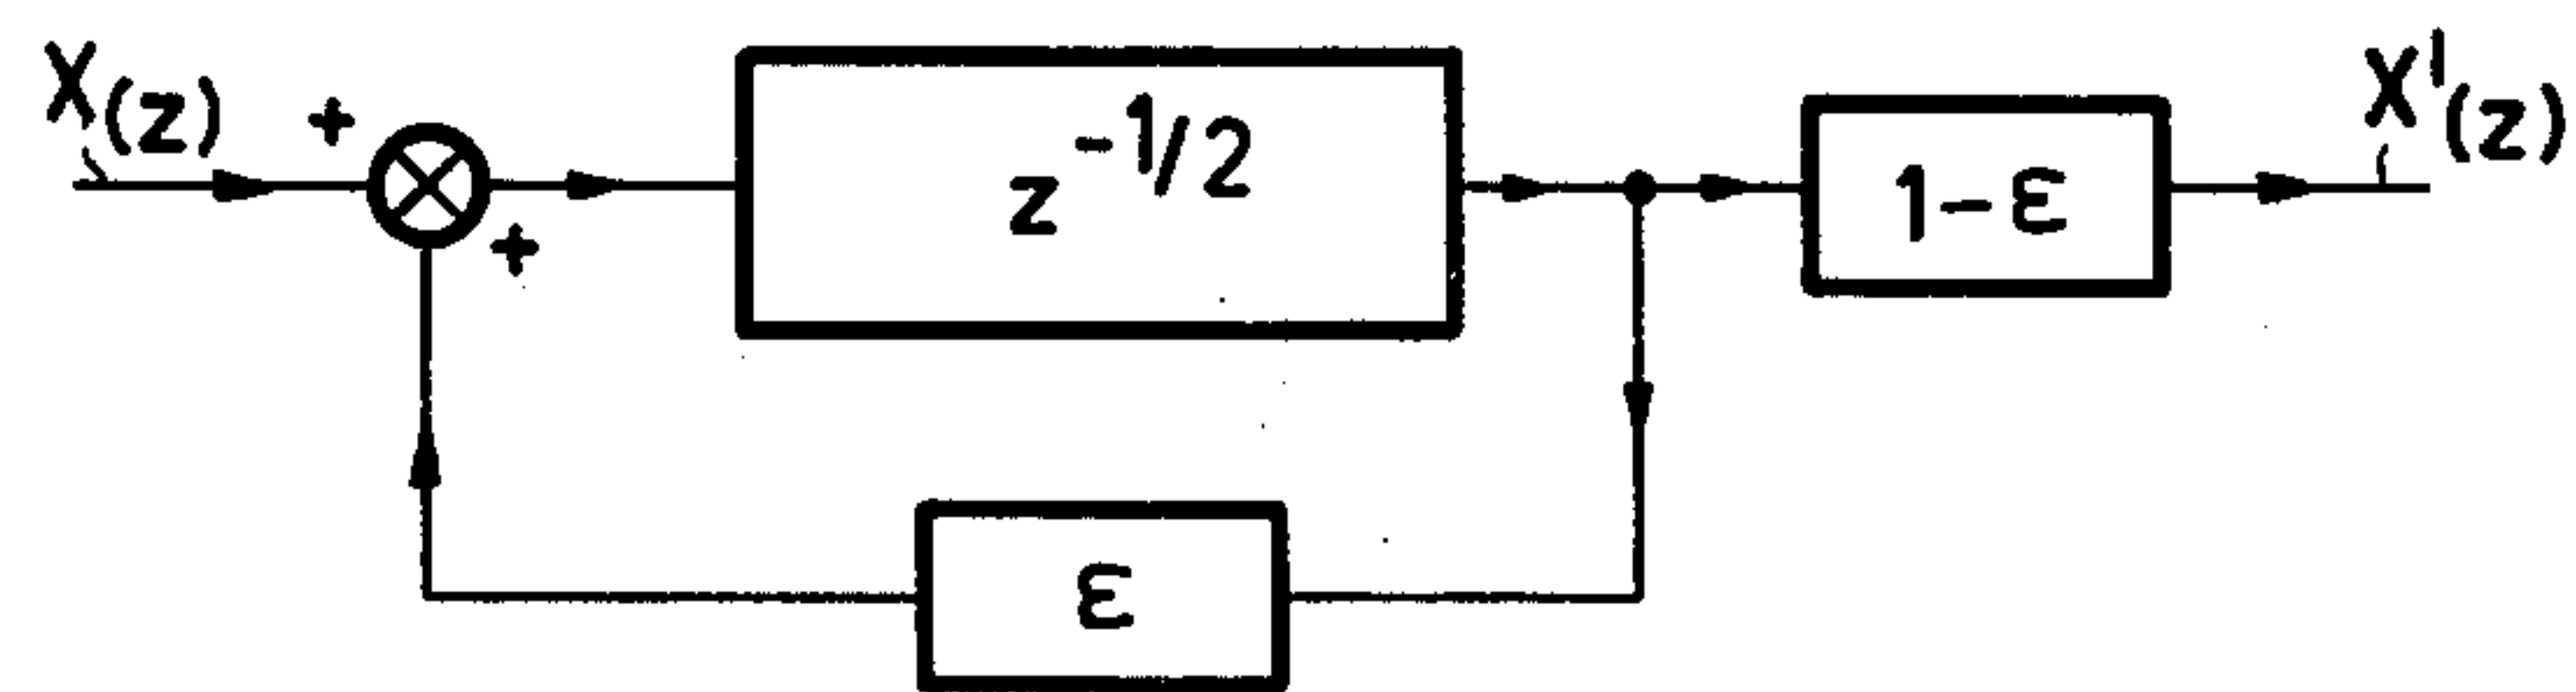 X(z)
+
+
z^{-1/2}
1-ε
X'(z)
ε